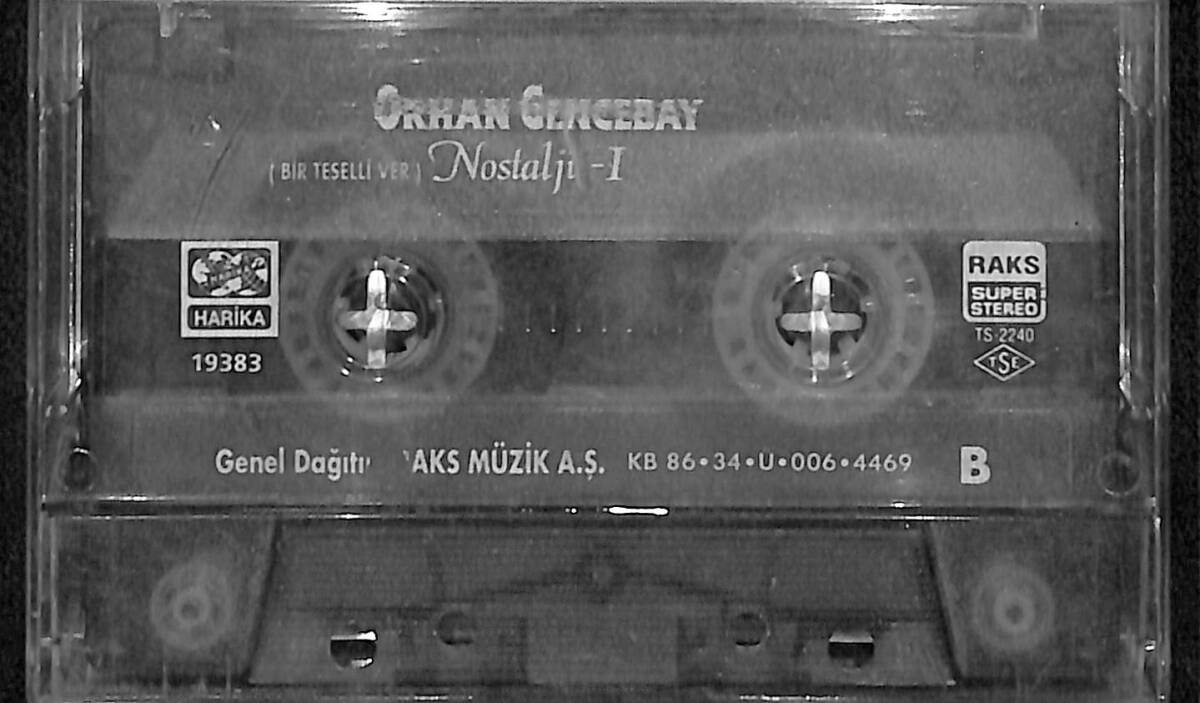 ORHAN GENCEBAY
( BİR TESELLİ VER ) Nostalji -I
HARİKA
19383
RAKS
SUPER
STEREO
TS-2240
TSE
Genel Dağıtı AKS MÜZİK A.Ş. KB 86•34•U•006•4469 B